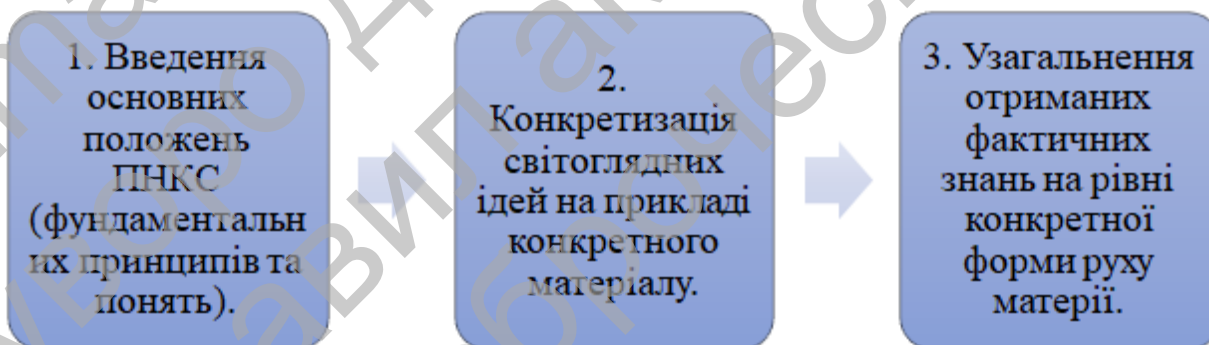 1. Введення
основних
положень
ПНКС
(фундаментальн
их принципів та
понять).
2.
Конкретизація
світоглядних
ідей на прикладі
конкретного
матеріалу.
3. Узагальнення
отриманих
фактичних
знань на рівні
конкретної
форми руху
матерії.